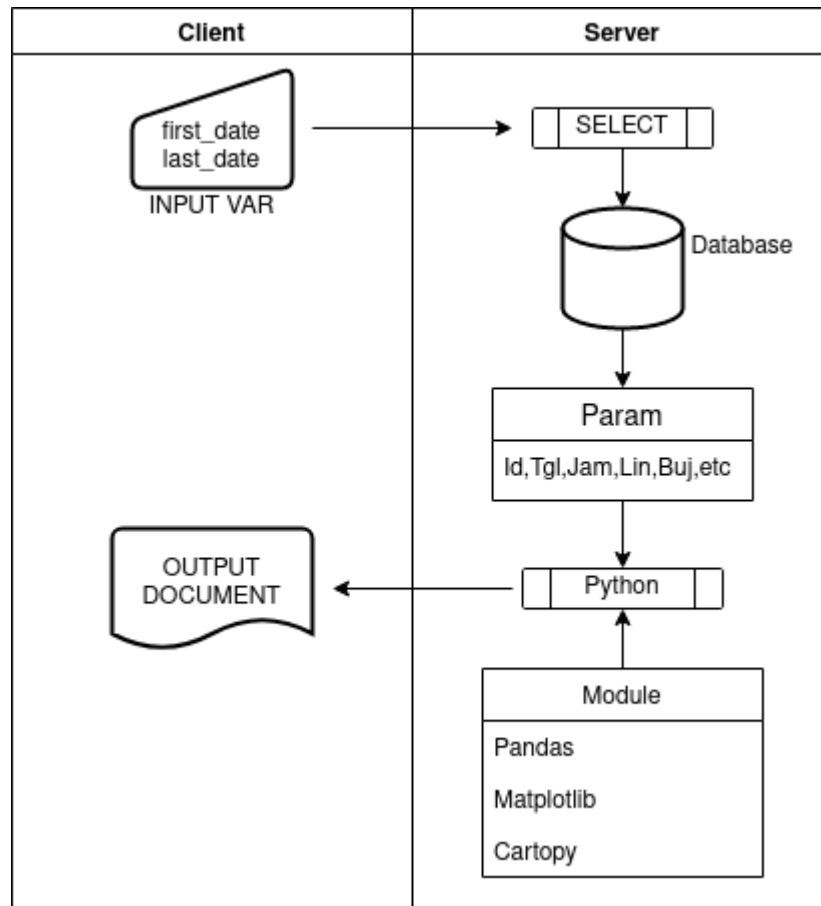 Client
Server
first_date
last_date
INPUT VAR
SELECT
Database
Param
Id,Tgl,Jam,Lin,Buj,etc
OUTPUT
DOCUMENT
Python
Module
Pandas
Matplotlib
Cartopy